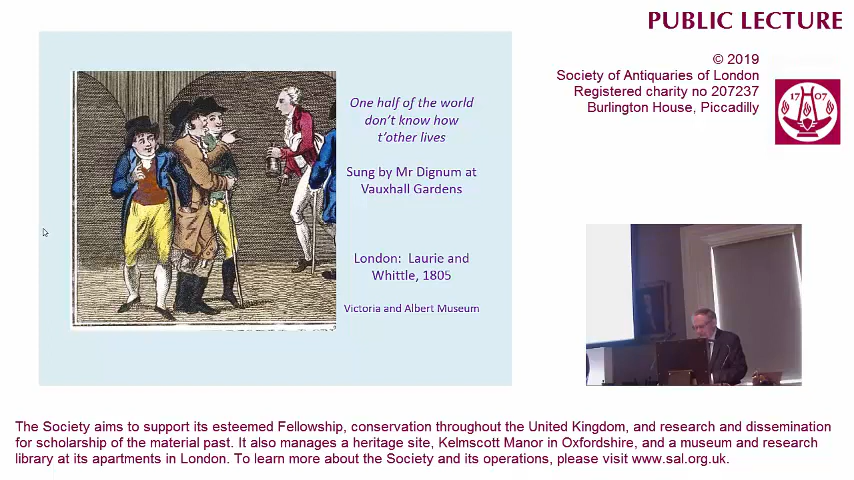 PUBLIC LECTURE
© 2019
Society of Antiquaries of London
Registered charity no 207237
Burlington House, Piccadilly
1707
One half of the world
don't know how
t'other lives
Sung by Mr Dignum at
Vauxhall Gardens
London: Laurie and
Whittle, 1805
Victoria and Albert Museum
The Society aims to support its esteemed Fellowship, conservation throughout the United Kingdom, and research and dissemination
for scholarship of the material past. It also manages a heritage site, Kelmscott Manor in Oxfordshire, and a museum and research
library at its apartments in London. To learn more about the Society and its operations, please visit www.sal.org.uk.